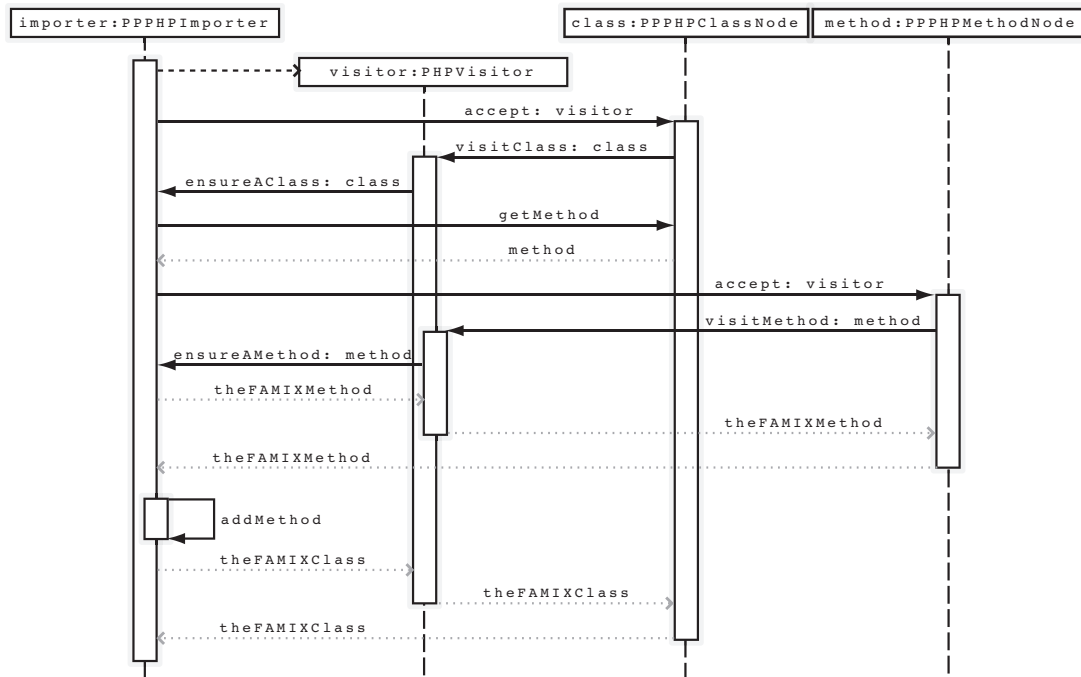 importer:PPPHPImporter
class:PPPHPClassNode
method:PPPHPMethodNode
visitor:PHPVisitor
accept: visitor
visitClass: class
ensureAClass: class
getMethod
method
accept: visitor
visitMethod: method
ensureAMethod: method
theFAMIXMethod
theFAMIXMethod
theFAMIXMethod
addMethod
theFAMIXClass
theFAMIXClass
theFAMIXClass